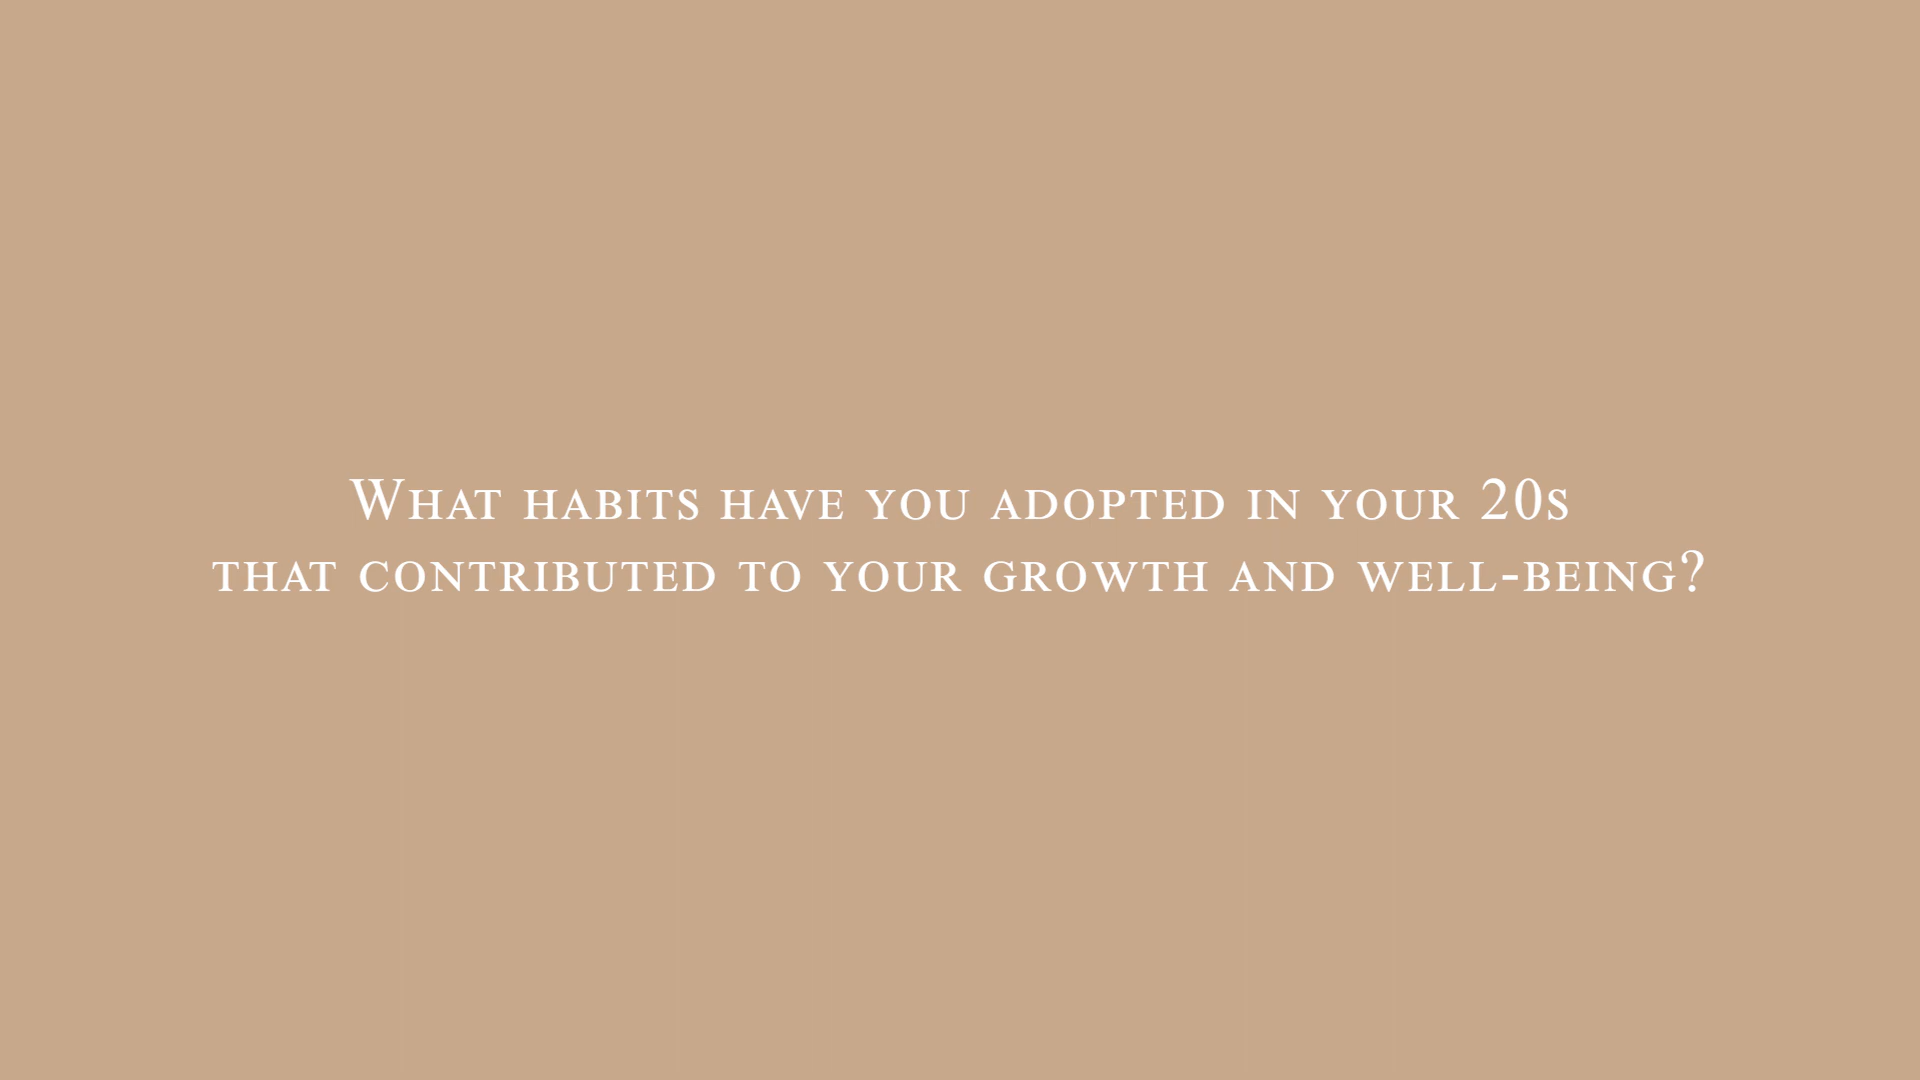 What habits have you adopted in your 20s
that contributed to your growth and well-being?